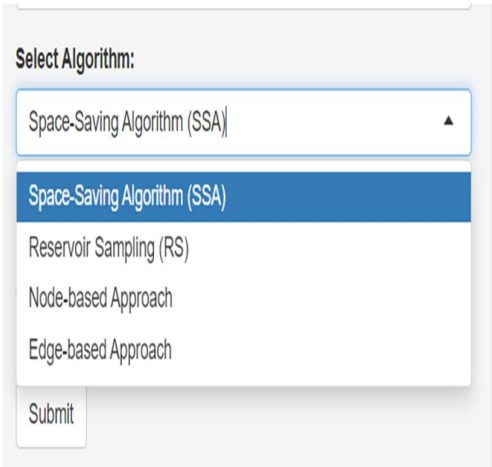 Select Algorithm:
Space-Saving Algorithm (SSA)
Space-Saving Algorithm (SSA)
Reservoir Sampling (RS)
Node-based Approach
Edge-based Approach
Submit